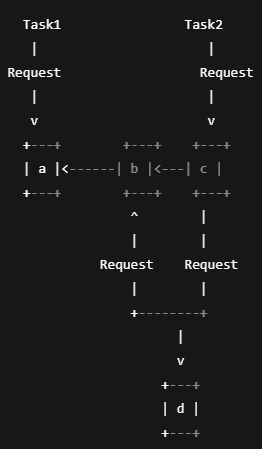 Task1 Task2
| |
Request Request
| |
v v
+---+ +---+ +---+
| a |<------| b |<---| c |
+---+ +---+ +---+
^ |
| |
Request Request
| |
+--------+
|
v
+---+
| d |
+---+